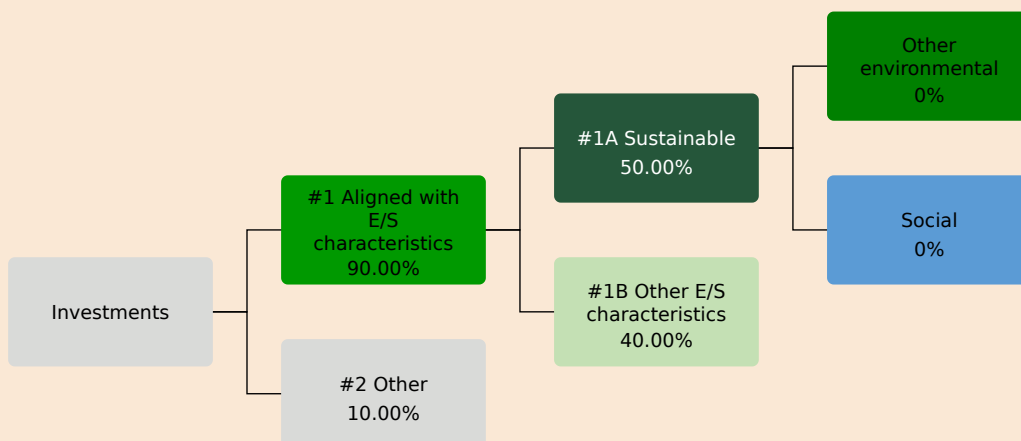 Other
environmental
0%
#1A Sustainable
50.00%
#1 Aligned with
E/S
characteristics
90.00%
Social
0%
Investments
#1B Other E/S
characteristics
40.00%
#2 Other
10.00%